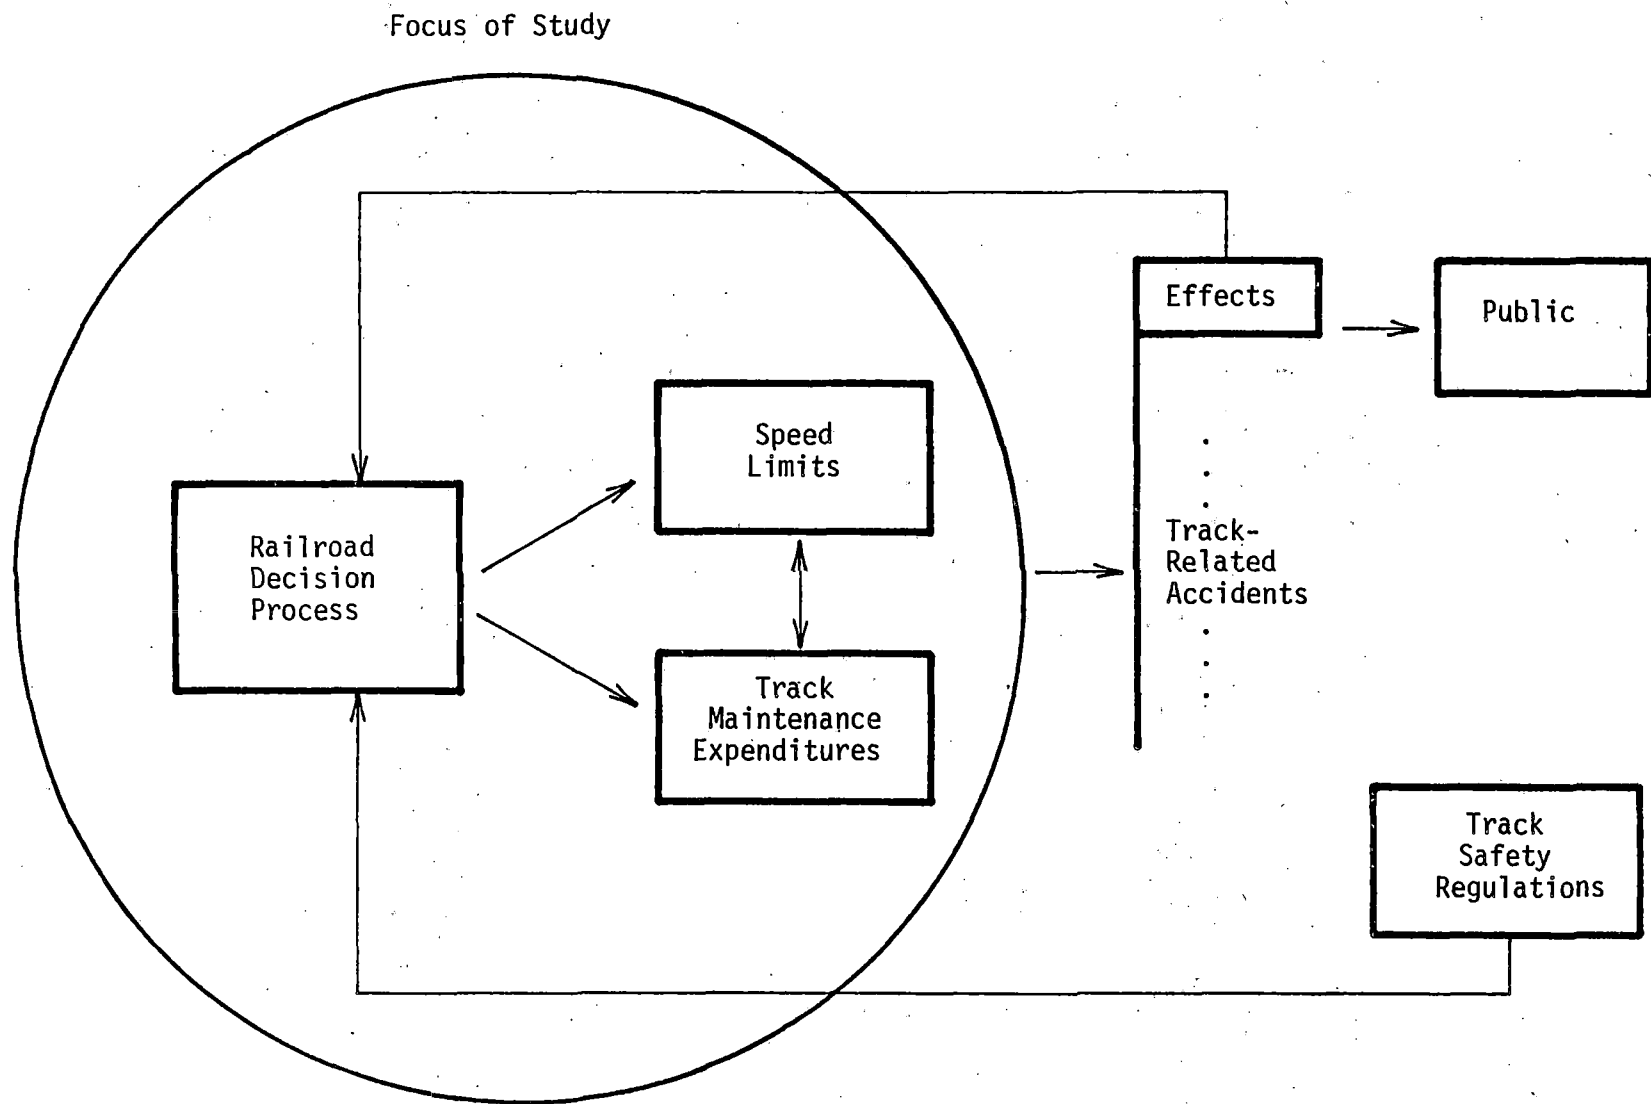 Focus of Study
Effects
Public
Speed
Limits
Railroad
Decision
Process
Track-
Related
Accidents
Track
Maintenance
Expenditures
Track
Safety
Regulations